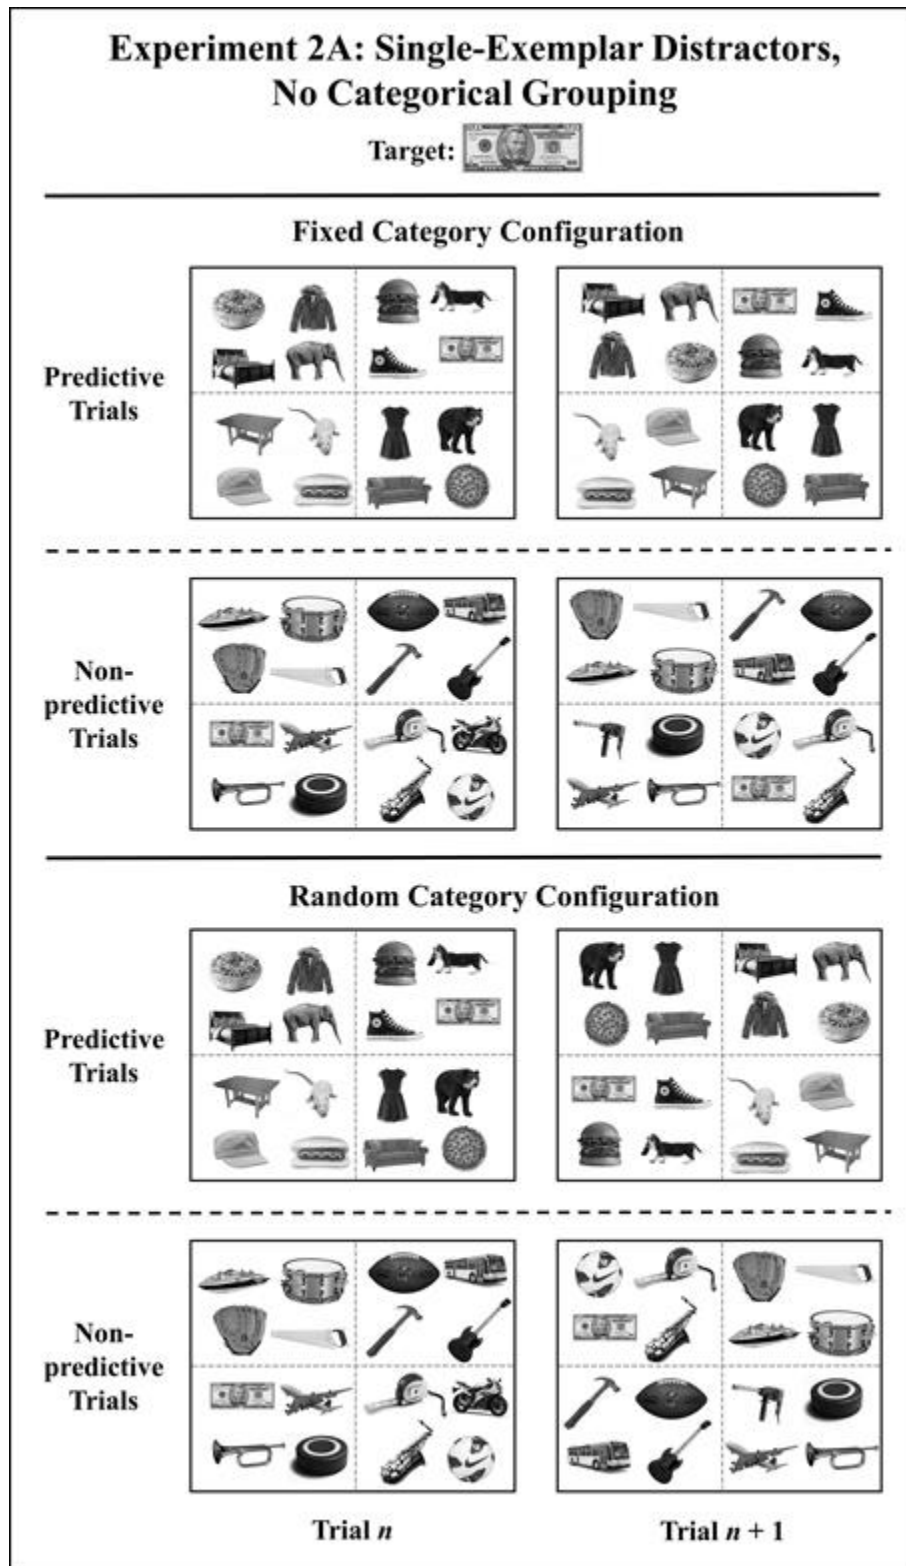 Experiment 2A: Single-Exemplar Distractors,
No Categorical Grouping
Target:
Fixed Category Configuration
Predictive
Trials
Non-
predictive
Trials
Random Category Configuration
Predictive
Trials
Non-
predictive
Trials
Trial n
Trial n + 1